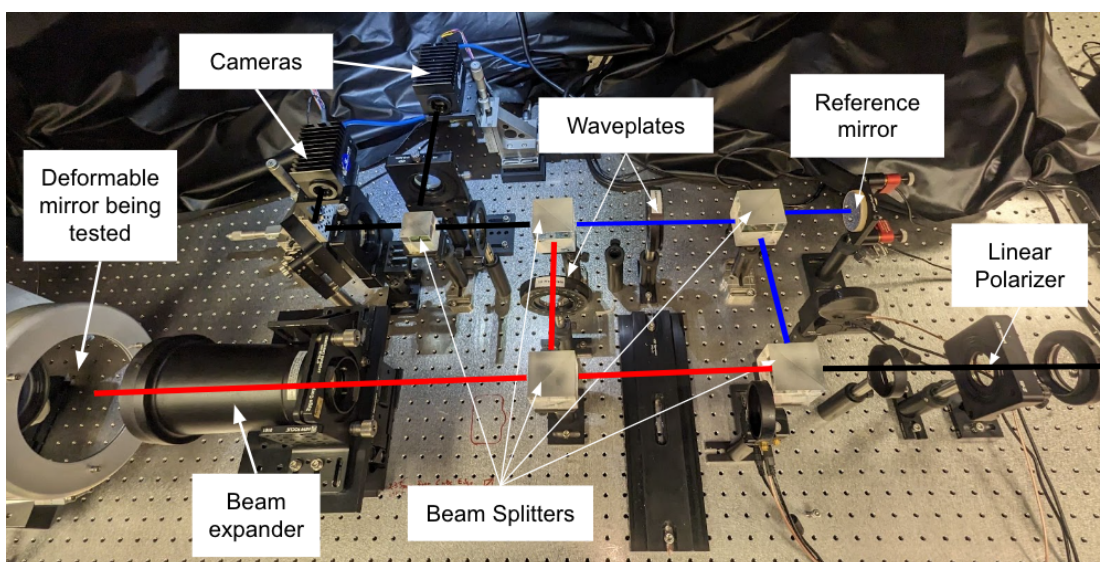 Cameras
Waveplates
Reference
mirror
Deformable
mirror being
tested
Linear
Polarizer
Beam
expander
Beam Splitters